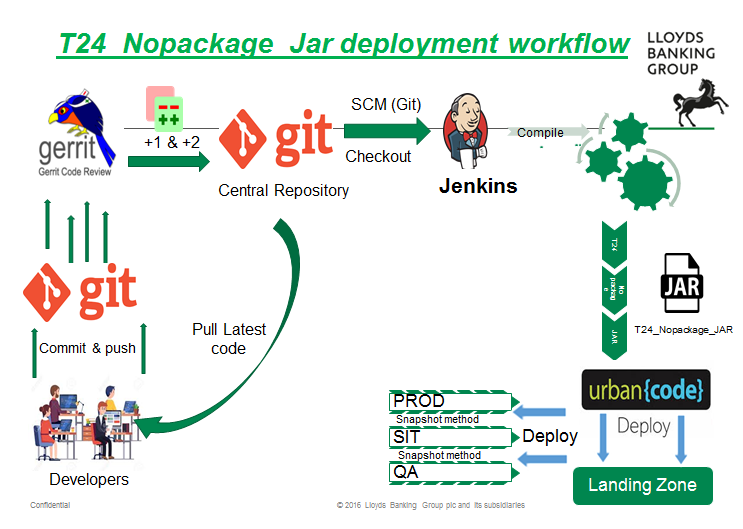 T24 Nopackage Jar deployment workflow
LLOYDS
BANKING
GROUP
gerrit
Gerrit Code Review
+1 & +2
git
Central Repository
SCM (Git)
Checkout
Jenkins
Compile
git
Commit & push
Pull Latest
code
Developers
T24
No
packag
e
JAR
JAR
T24_Nopackage_JAR
urban{code}
Deploy
Landing Zone
Deploy
PROD
Snapshot method
SIT
Snapshot method
QA
Confidential
© 2016 Lloyds Banking Group plc and its subsidiaries